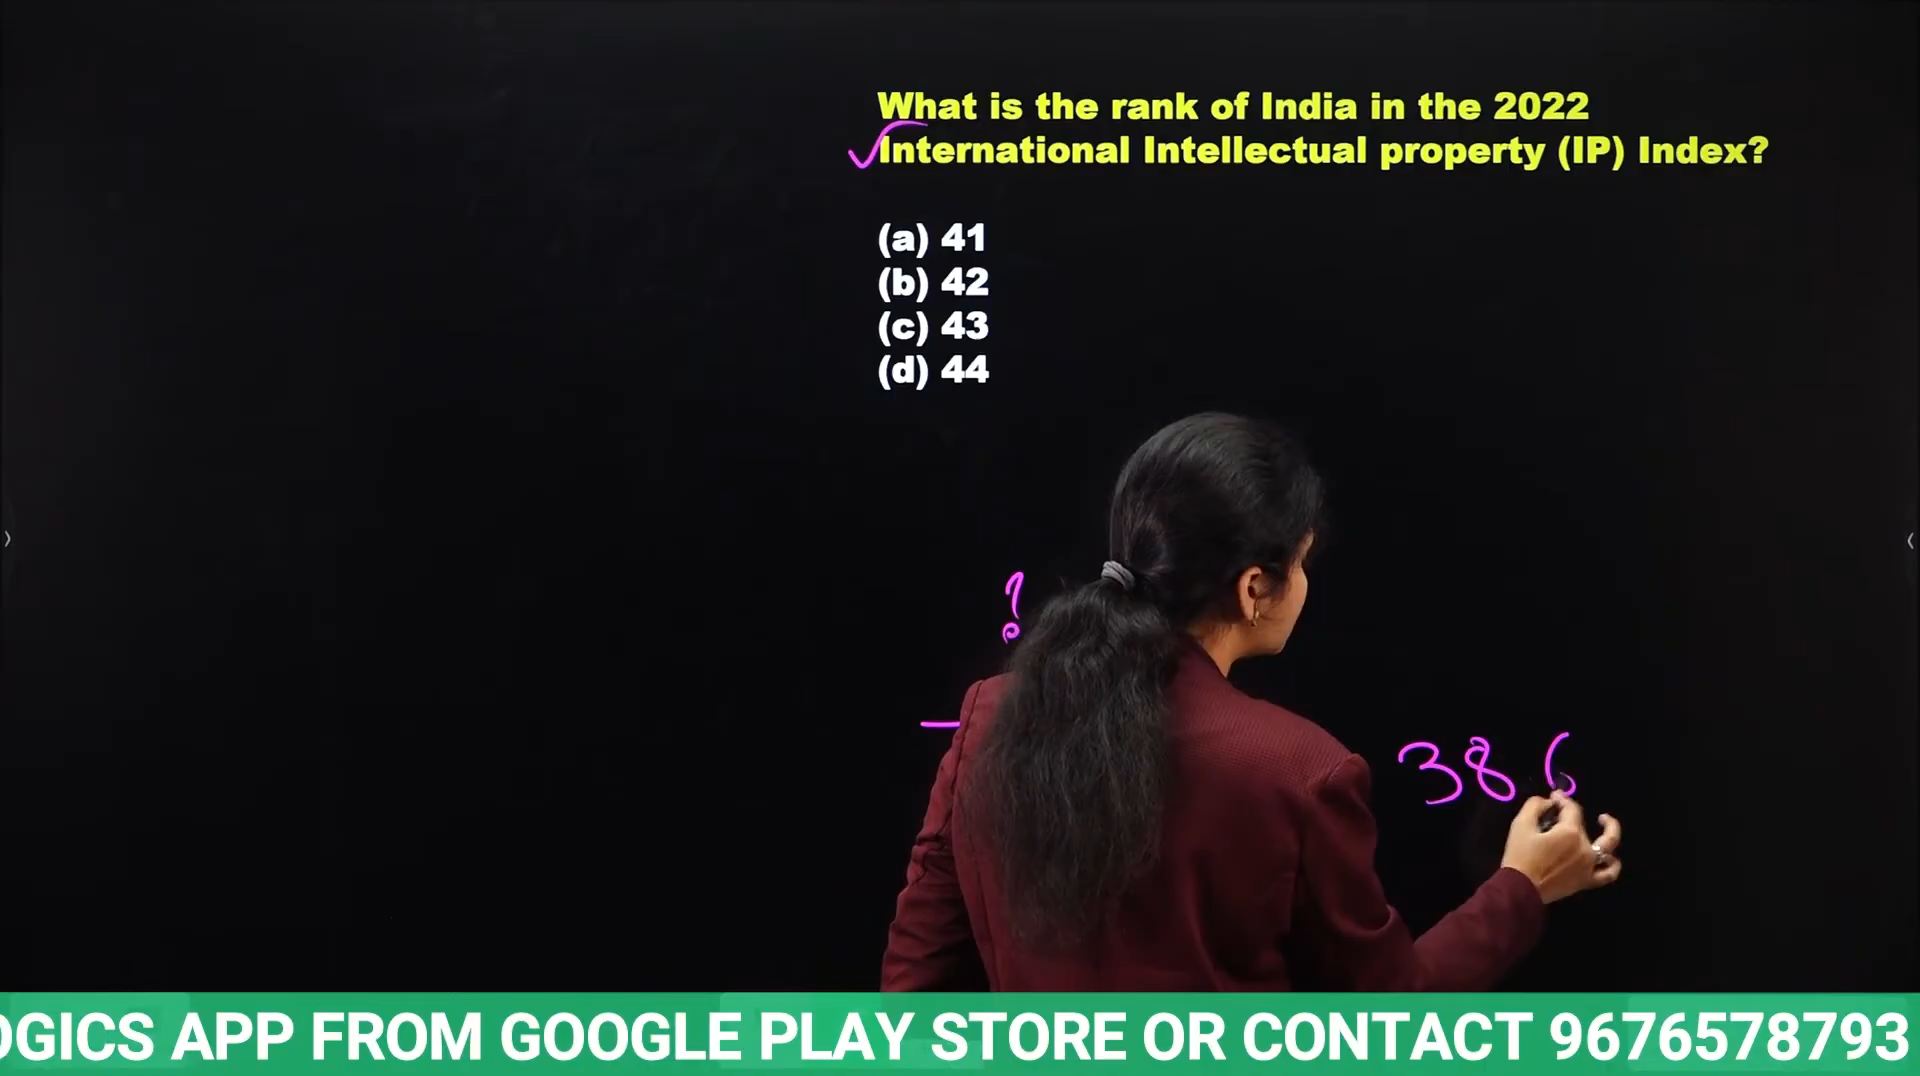 What is the rank of India in the 2022
International Intellectual property (IP) Index?
(a) 41
(b) 42
(c) 43
(d) 44
38 6
OGICS APP FROM GOOGLE PLAY STORE OR CONTACT 9676578793